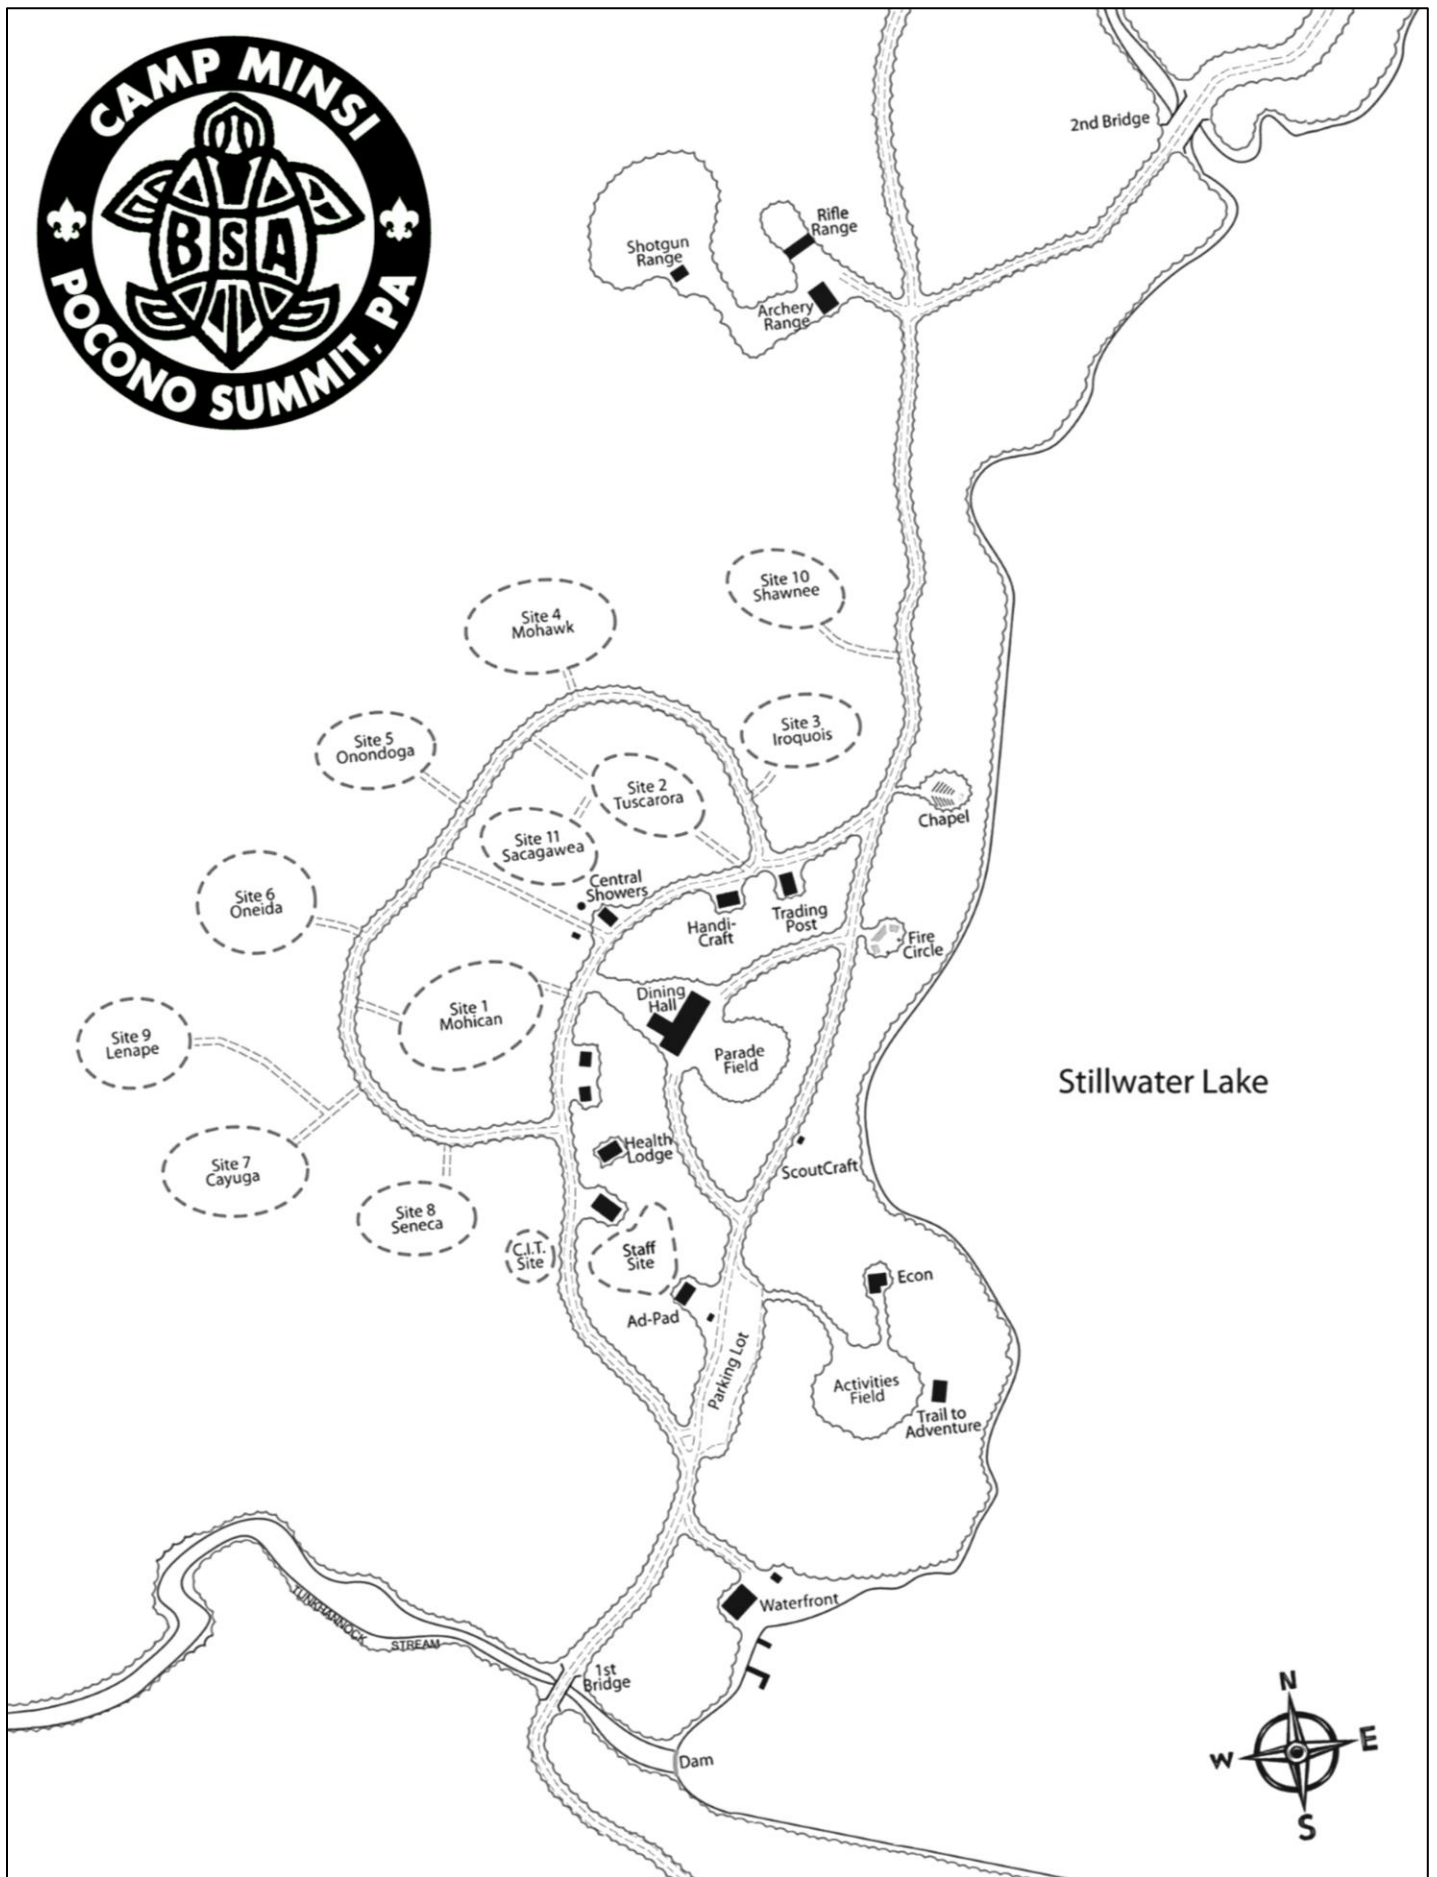 CAMP MINSI
BSA
POCONO SUMMIT, PA
2nd Bridge
Rifle
Range
Shotgun
Range
Archery
Range
Site 10
Shawnee
Site 4
Mohawk
Site 3
Iroquois
Site 5
Onondoga
Site 2
Tuscarora
Chapel
Site 11
Sacagawea
Central
Showers
Site 6
Oneida
Handi-
Craft
Trading
Post
Fire
Circle
Dining
Hall
Site 1
Mohican
Site 9
Lenape
Parade
Field
Stillwater Lake
Health
Lodge
ScoutCraft
Site 7
Cayuga
Site 8
Seneca
C.I.T.
Site
Staff
Site
Econ
Ad-Pad
Parking Lot
Activities
Field
Trail to
Adventure
Waterfront
TUNKHANNOCK
STREAM
1st
Bridge
Dam
N
W
E
S